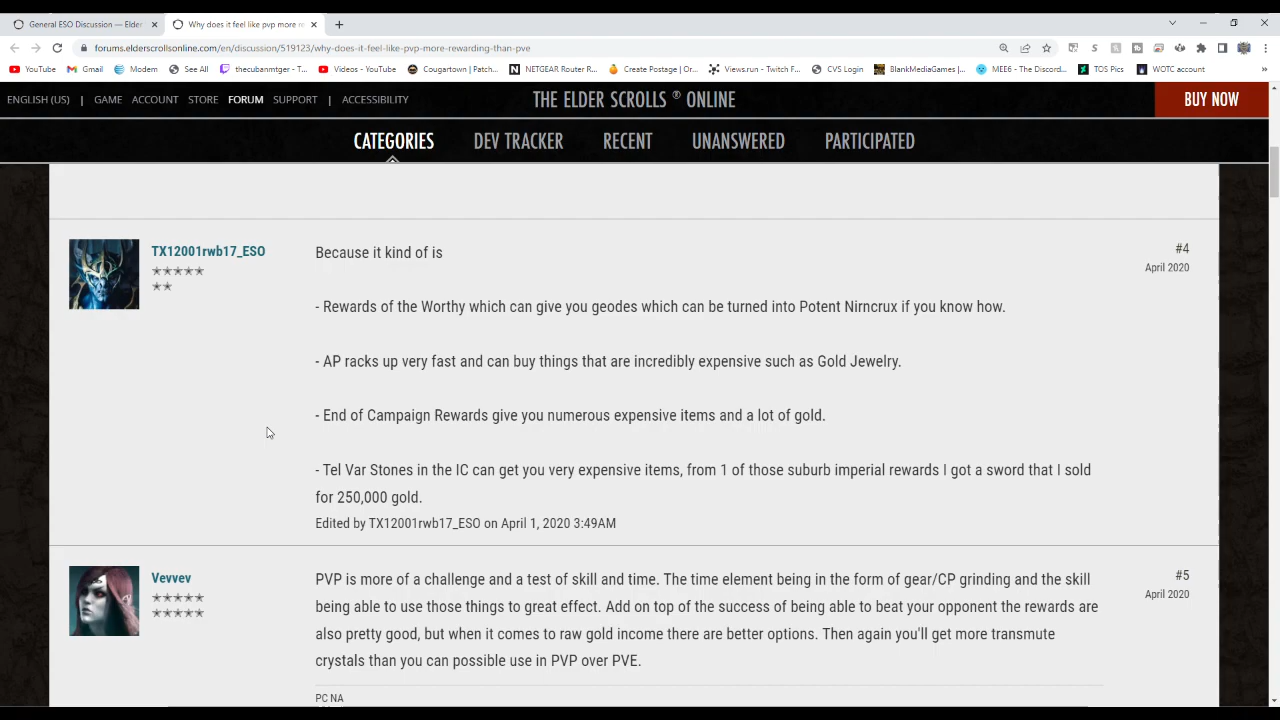 General ESO Discussion — Elder
Why does it feel like pvp more re
forums.elderscrollsonline.com/en/discussion/519123/why-does-it-feel-like-pvp-more-rewarding-than-pve
YouTube
Gmail
Modem
See All
thecubanmtger - T...
Videos - YouTube
Cougartown | Patch...
NETGEAR Router R...
Create Postage | Or...
Views.run - Twitch F...
CVS Login
BlankMediaGames |...
MEE6 - The Discord...
TOS Pics
WOTC account
»
ENGLISH (US) | GAME ACCOUNT STORE FORUM SUPPORT | ACCESSIBILITY
THE ELDER SCROLLS ® ONLINE
BUY NOW
CATEGORIES DEV TRACKER RECENT UNANSWERED PARTICIPATED
TX12001rwb17_ESO
#4
April 2020
Because it kind of is
- Rewards of the Worthy which can give you geodes which can be turned into Potent Nirncrux if you know how.
- AP racks up very fast and can buy things that are incredibly expensive such as Gold Jewelry.
- End of Campaign Rewards give you numerous expensive items and a lot of gold.
- Tel Var Stones in the IC can get you very expensive items, from 1 of those suburb imperial rewards I got a sword that I sold
for 250,000 gold.
Edited by TX12001rwb17_ESO on April 1, 2020 3:49AM
Vevvev
#5
April 2020
PVP is more of a challenge and a test of skill and time. The time element being in the form of gear/CP grinding and the skill
being able to use those things to great effect. Add on top of the success of being able to beat your opponent the rewards are
also pretty good, but when it comes to raw gold income there are better options. Then again you'll get more transmute
crystals than you can possible use in PVP over PVE.
PC NA